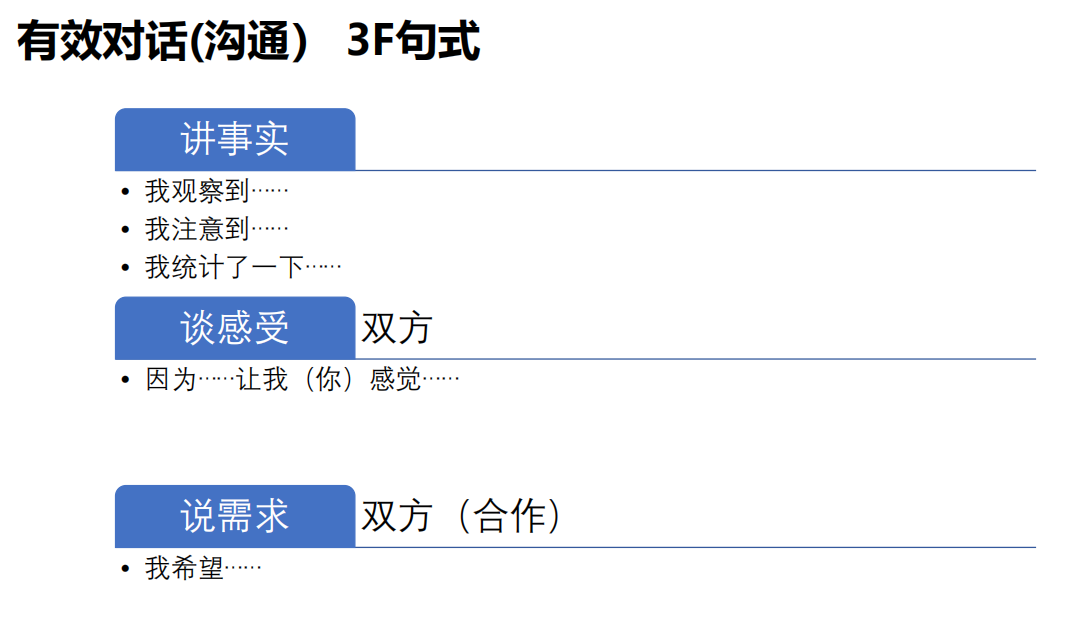 有效对话(沟通） 3F句式
讲事实
• 我观察到……
• 我注意到……
• 我统计了一下……
谈感受 双方
• 因为……让我（你）感觉……
说需求 双方（合作）
• 我希望……